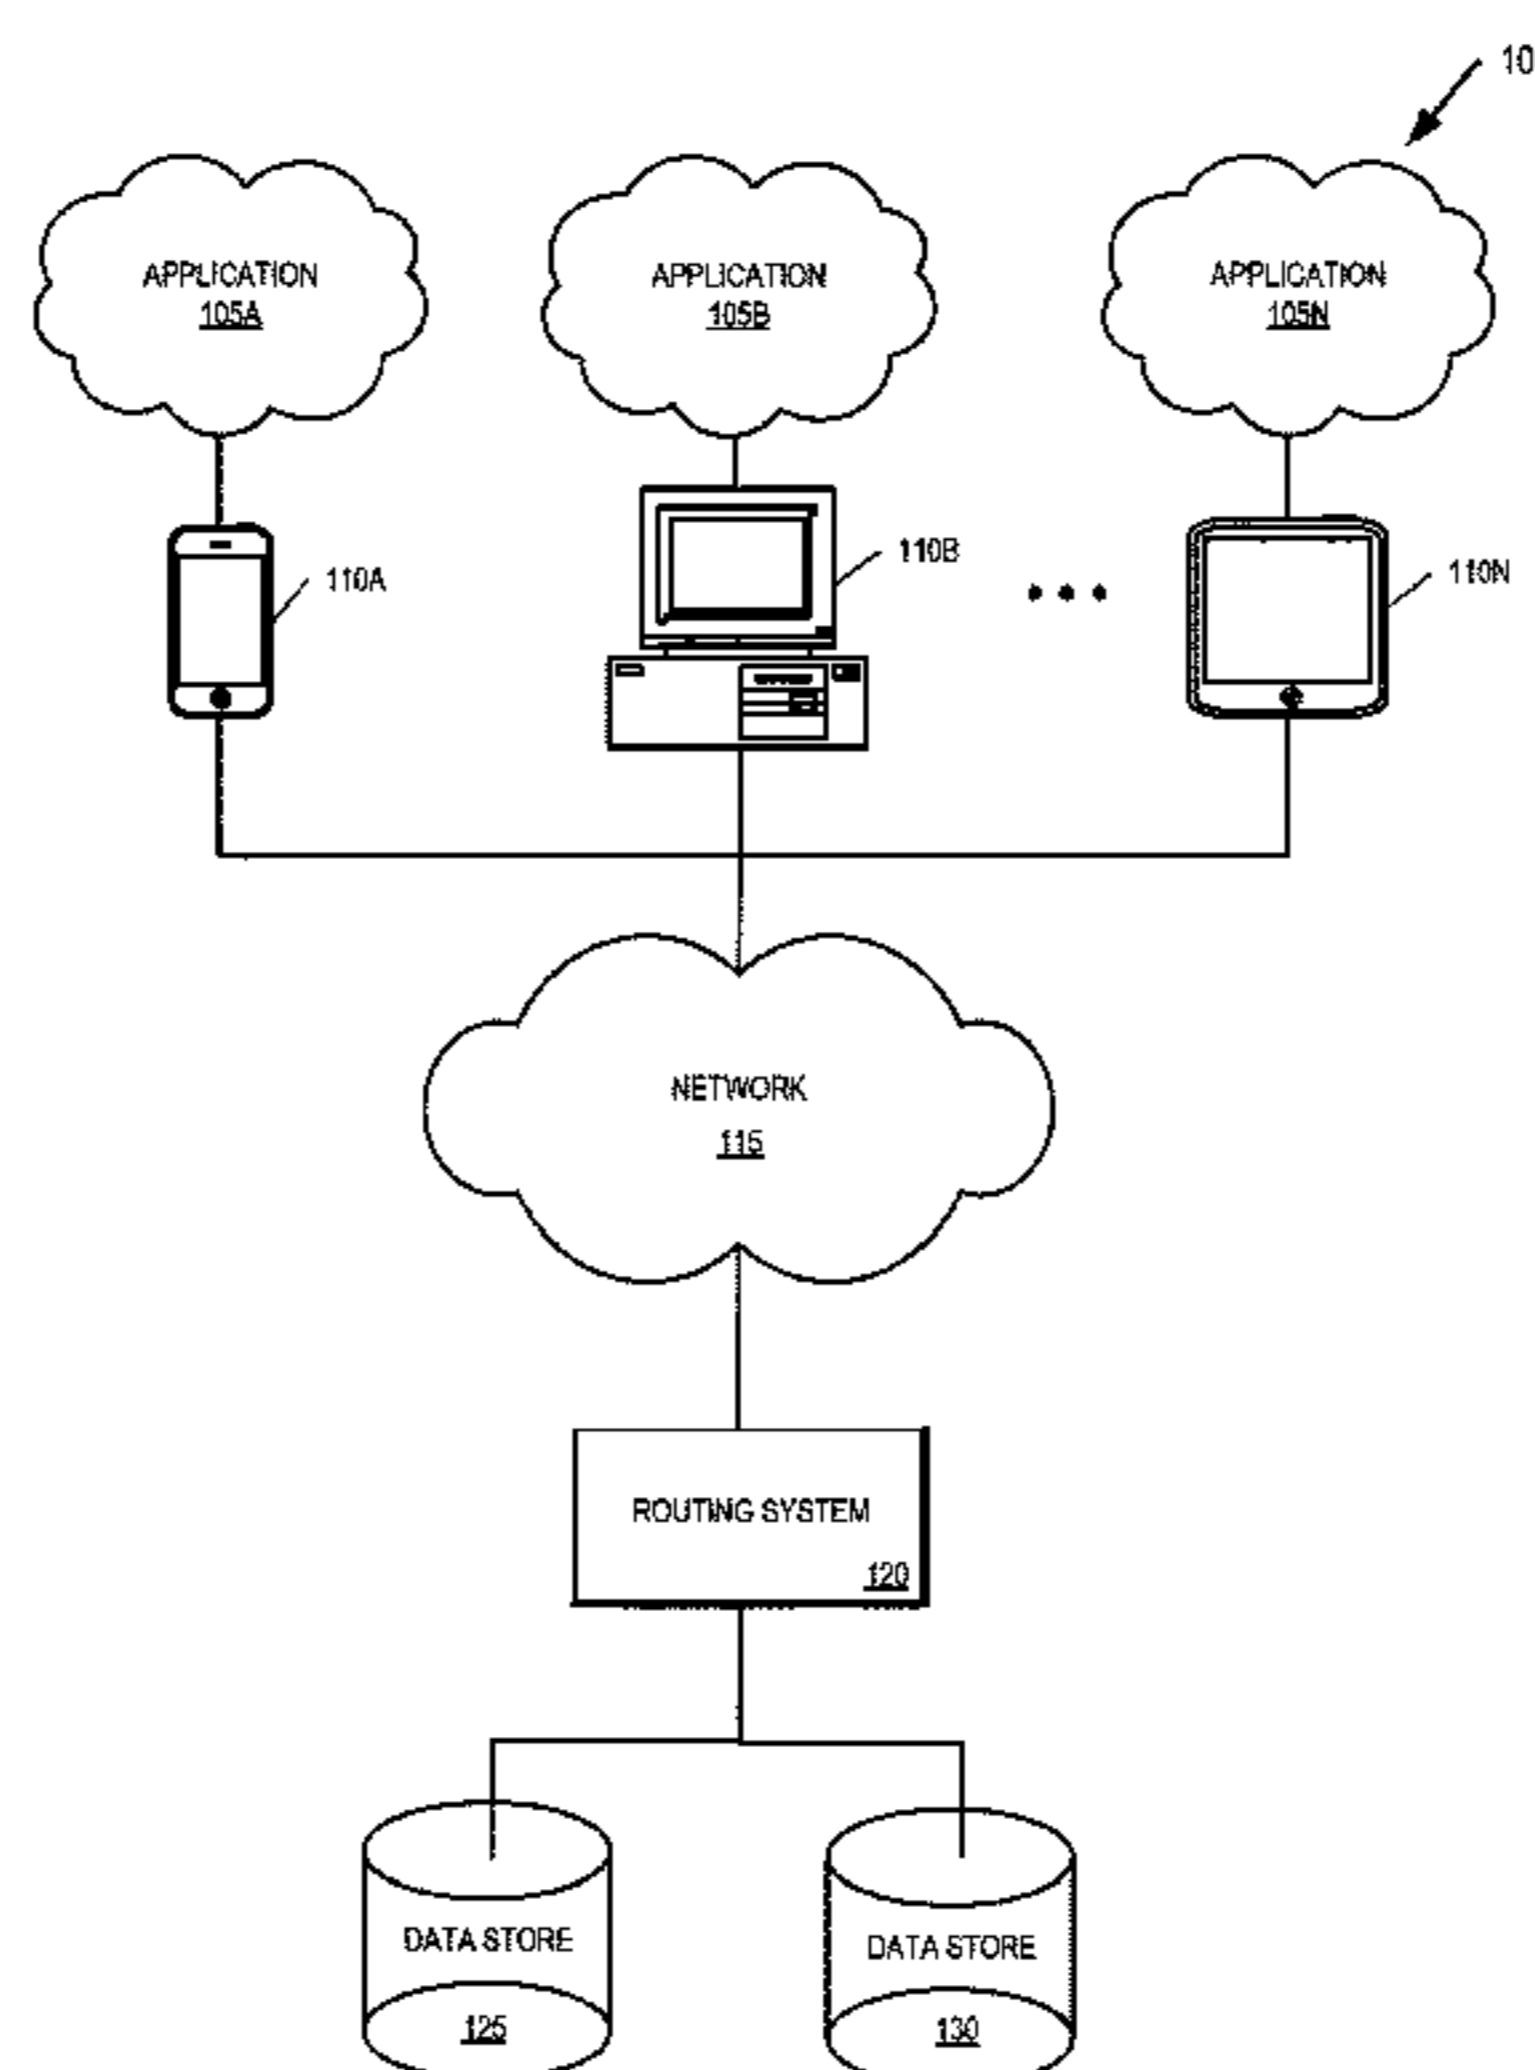 10
APPLICATION
105A
APPLICATION
105B
APPLICATION
105N
110A
110B
110N
NETWORK
115
ROUTING SYSTEM
120
DATA STORE
125
DATA STORE
130